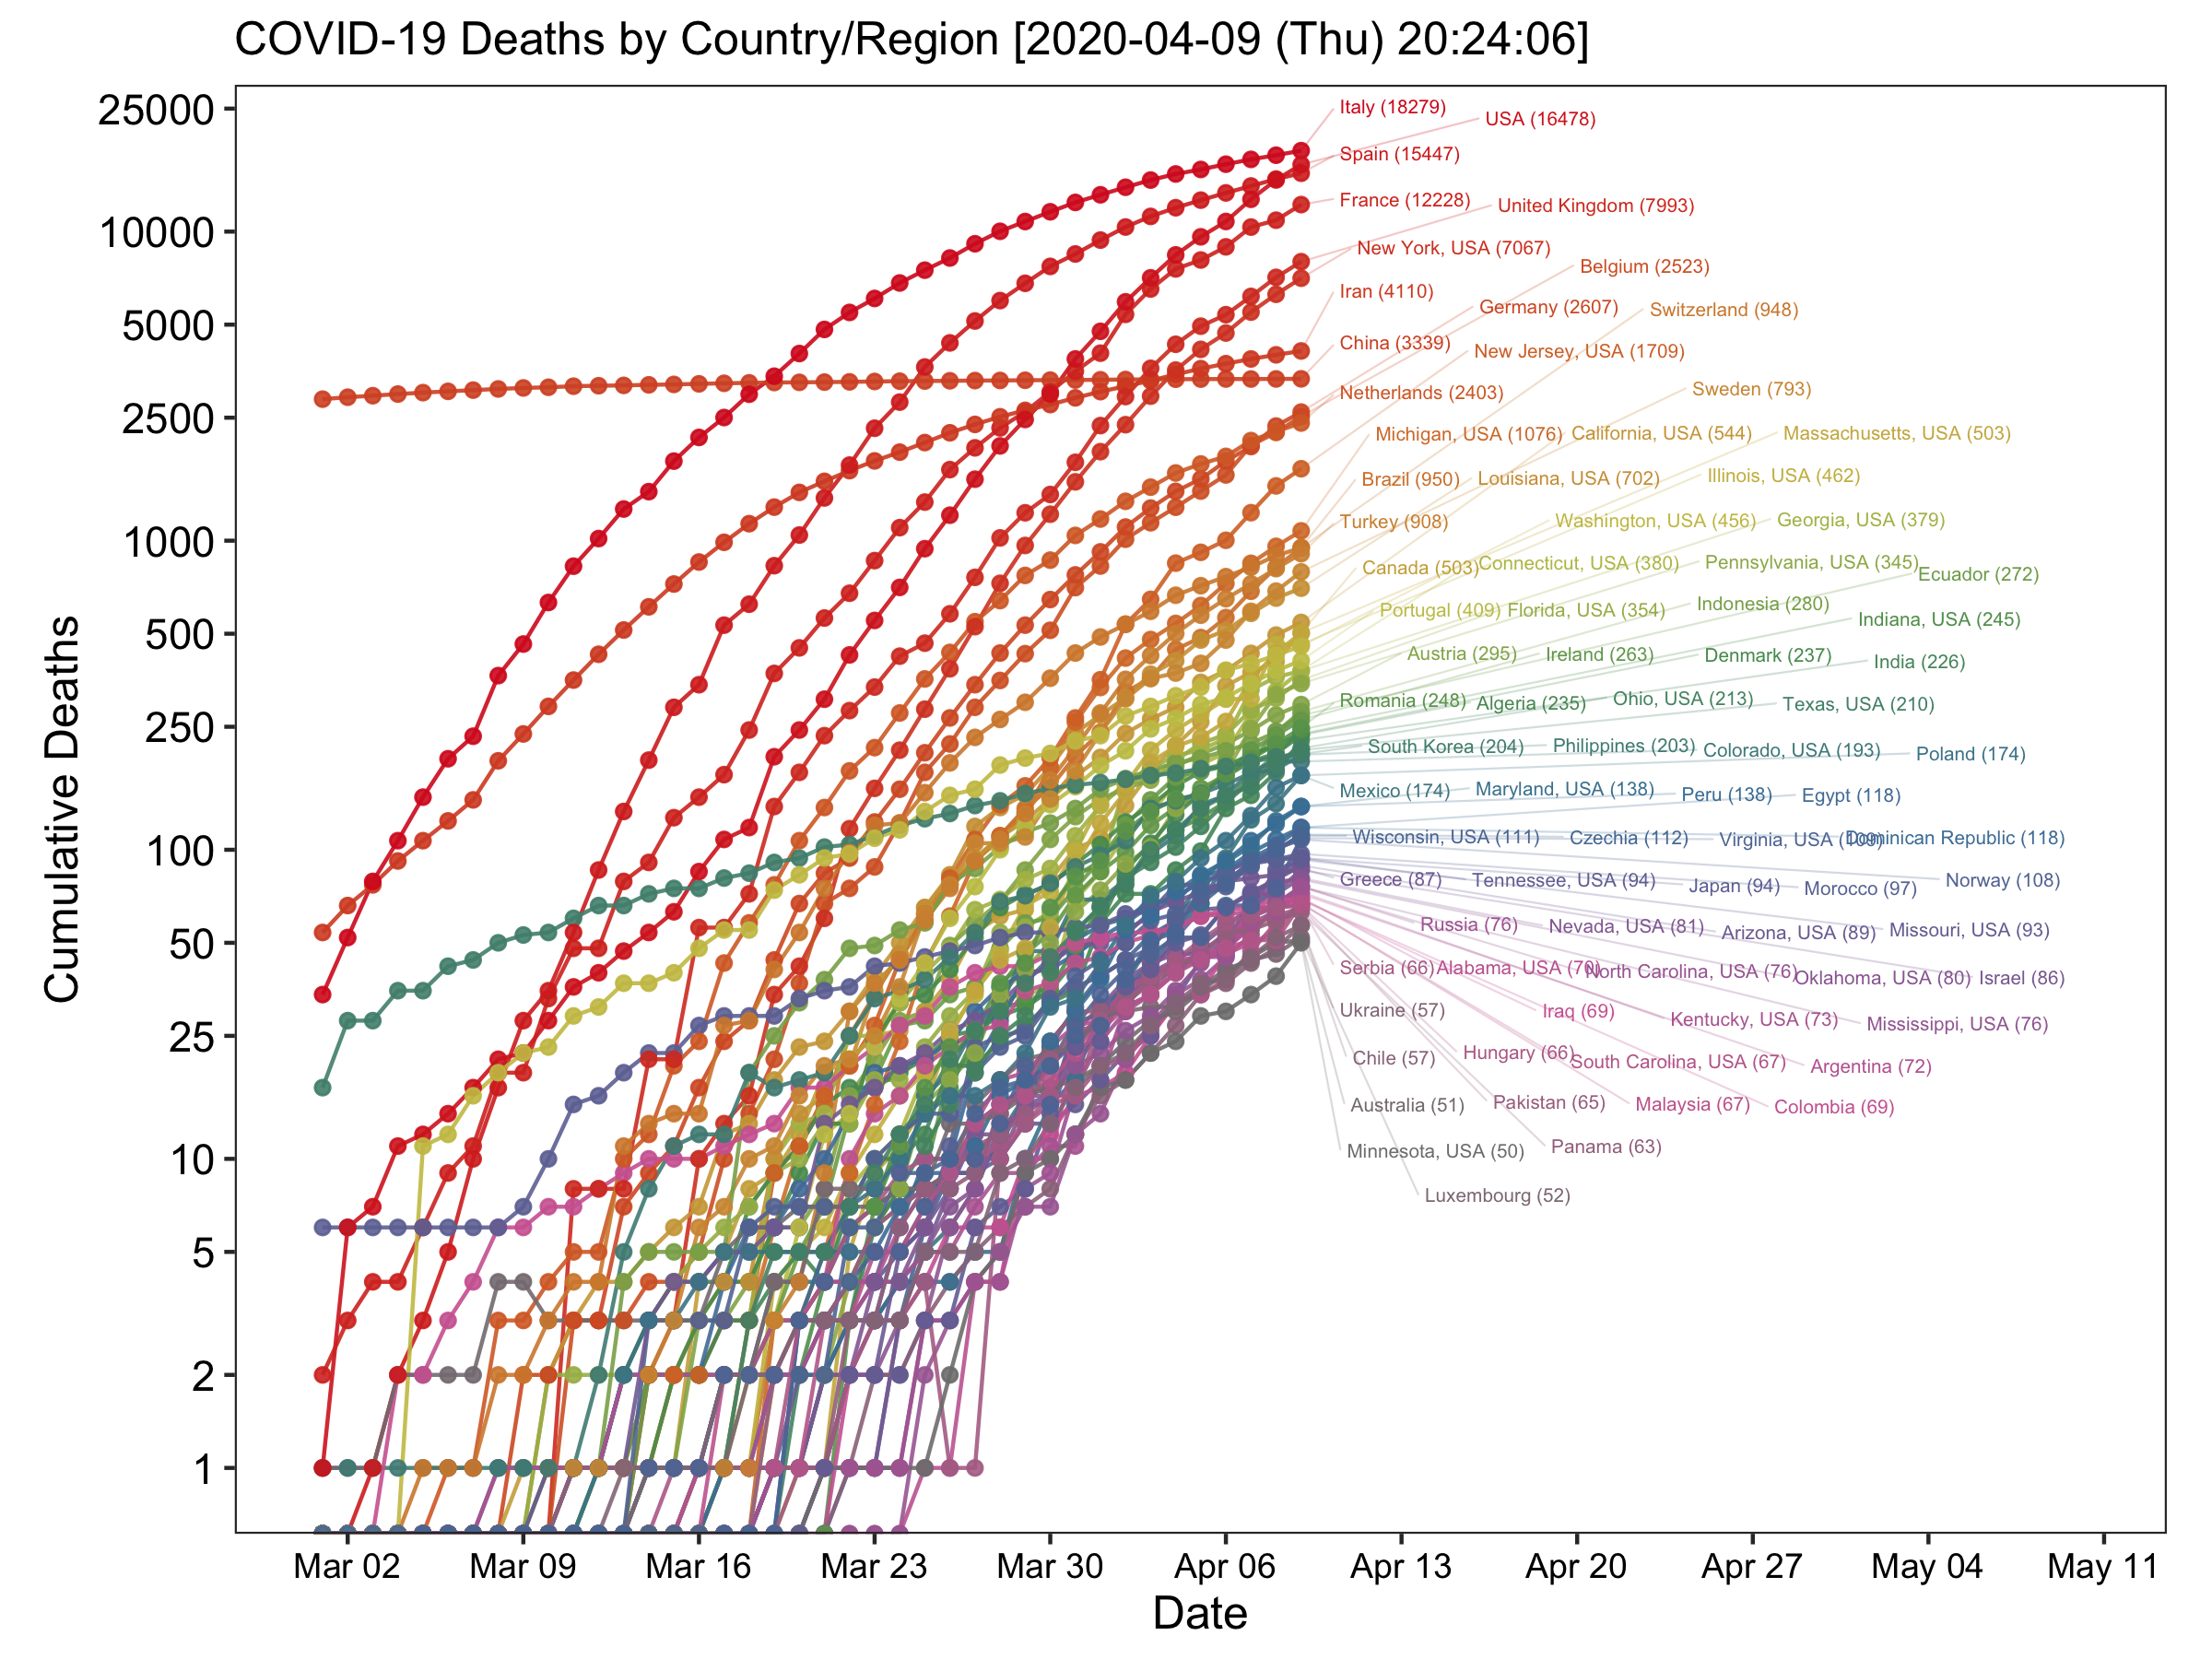 COVID-19 Deaths by Country/Region [2020-04-09 (Thu) 20:24:06]
Cumulative Deaths
25000
10000
5000
2500
1000
500
250
100
50
25
10
5
2
1
Italy (18279)
USA (16478)
Spain (15447)
France (12228)
United Kingdom (7993)
New York, USA (7067)
Belgium (2523)
Iran (4110)
Germany (2607)
Switzerland (948)
China (3339)
New Jersey, USA (1709)
Netherlands (2403)
Sweden (793)
Michigan, USA (1076)
California, USA (544)
Massachusetts, USA (503)
Brazil (950)
Louisiana, USA (702)
Illinois, USA (462)
Turkey (908)
Washington, USA (456)
Georgia, USA (379)
Canada (503)
Connecticut, USA (380)
Pennsylvania, USA (345)
Ecuador (272)
Portugal (409)
Florida, USA (354)
Indonesia (280)
Indiana, USA (245)
Austria (295)
Ireland (263)
Denmark (237)
India (226)
Romania (248)
Algeria (235)
Ohio, USA (213)
Texas, USA (210)
South Korea (204)
Philippines (203)
Colorado, USA (193)
Poland (174)
Mexico (174)
Maryland, USA (138)
Peru (138)
Egypt (118)
Wisconsin, USA (111)
Czechia (112)
Virginia, USA (109)
Dominican Republic (118)
Greece (87)
Tennessee, USA (94)
Japan (94)
Morocco (97)
Norway (108)
Russia (76)
Nevada, USA (81)
Arizona, USA (89)
Missouri, USA (93)
Serbia (66)
Alabama, USA (70)
North Carolina, USA (76)
Oklahoma, USA (80)
Israel (86)
Ukraine (57)
Iraq (69)
Kentucky, USA (73)
Mississippi, USA (76)
Chile (57)
Hungary (66)
South Carolina, USA (67)
Argentina (72)
Australia (51)
Pakistan (65)
Malaysia (67)
Colombia (69)
Minnesota, USA (50)
Panama (63)
Luxembourg (52)
Mar 02
Mar 09
Mar 16
Mar 23
Mar 30
Apr 06
Apr 13
Apr 20
Apr 27
May 04
May 11
Date